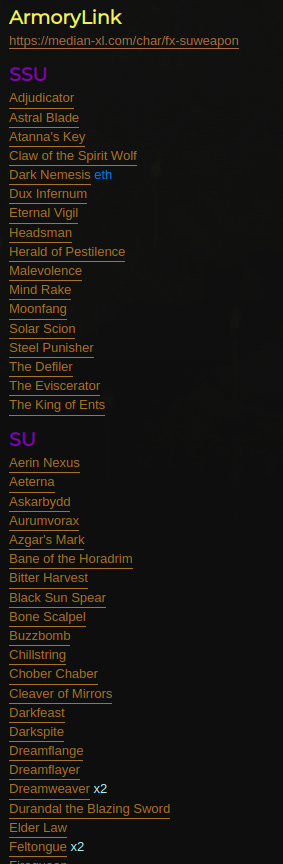 ArmoryLink
https://median-xl.com/char/fx-suweapon
SSU
Adjudicator
Astral Blade
Atanna's Key
Claw of the Spirit Wolf
Dark Nemesis eth
Dux Infernum
Eternal Vigil
Headsman
Herald of Pestilence
Malevolence
Mind Rake
Moonfang
Solar Scion
Steel Punisher
The Defiler
The Eviscerator
The King of Ents
SU
Aerin Nexus
Aeterna
Askarbydd
Aurumvorax
Azgar's Mark
Bane of the Horadrim
Bitter Harvest
Black Sun Spear
Bone Scalpel
Buzzbomb
Chillstring
Chober Chaber
Cleaver of Mirrors
Darkfeast
Darkspite
Dreamflange
Dreamflayer
Dreamweaver x2
Durandal the Blazing Sword
Elder Law
Feltongue x2